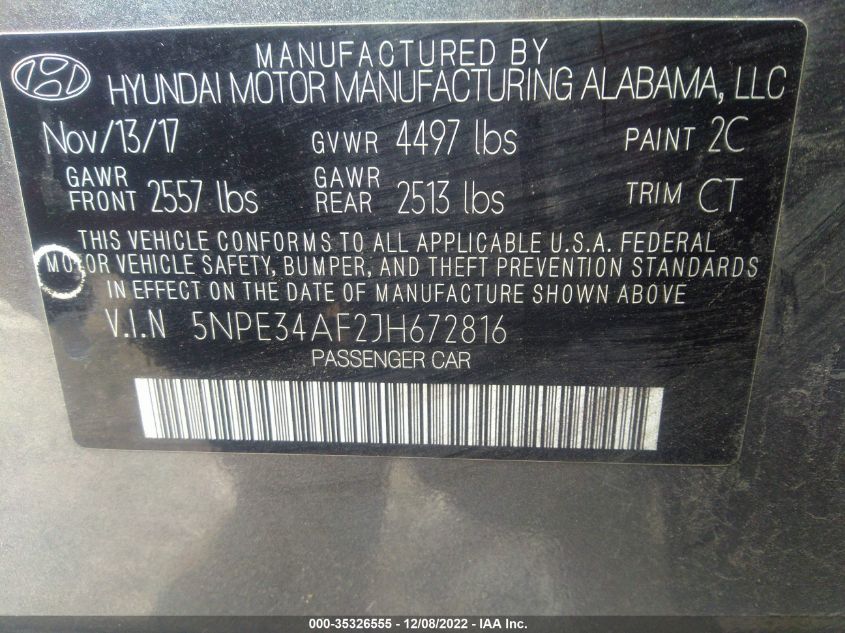 MANUFACTURED BY
HYUNDAI MOTOR MANUFACTURING ALABAMA, LLC
Nov/13/17 GVWR 4497 lbs PAINT 2C
GAWR FRONT 2557 lbs GAWR REAR 2513 lbs TRIM CT
THIS VEHICLE CONFORMS TO ALL APPLICABLE U.S.A. FEDERAL
MOTOR VEHICLE SAFETY, BUMPER, AND THEFT PREVENTION STANDARDS
IN EFFECT ON THE DATE OF MANUFACTURE SHOWN ABOVE
V.I.N 5NPE34AF2JH672816
PASSENGER CAR
000-35326555 - 12/08/2022 - IAA Inc.